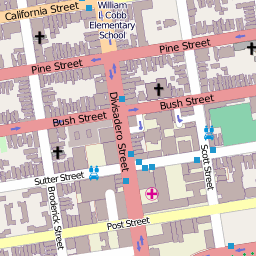 California Street
William
L Cobb
Elementary
School
Pine Street
Pine Street
Divisadero Street
Bush Street
Bush Street
Scott Street
Sutter Street
Broderick Street
Post Street